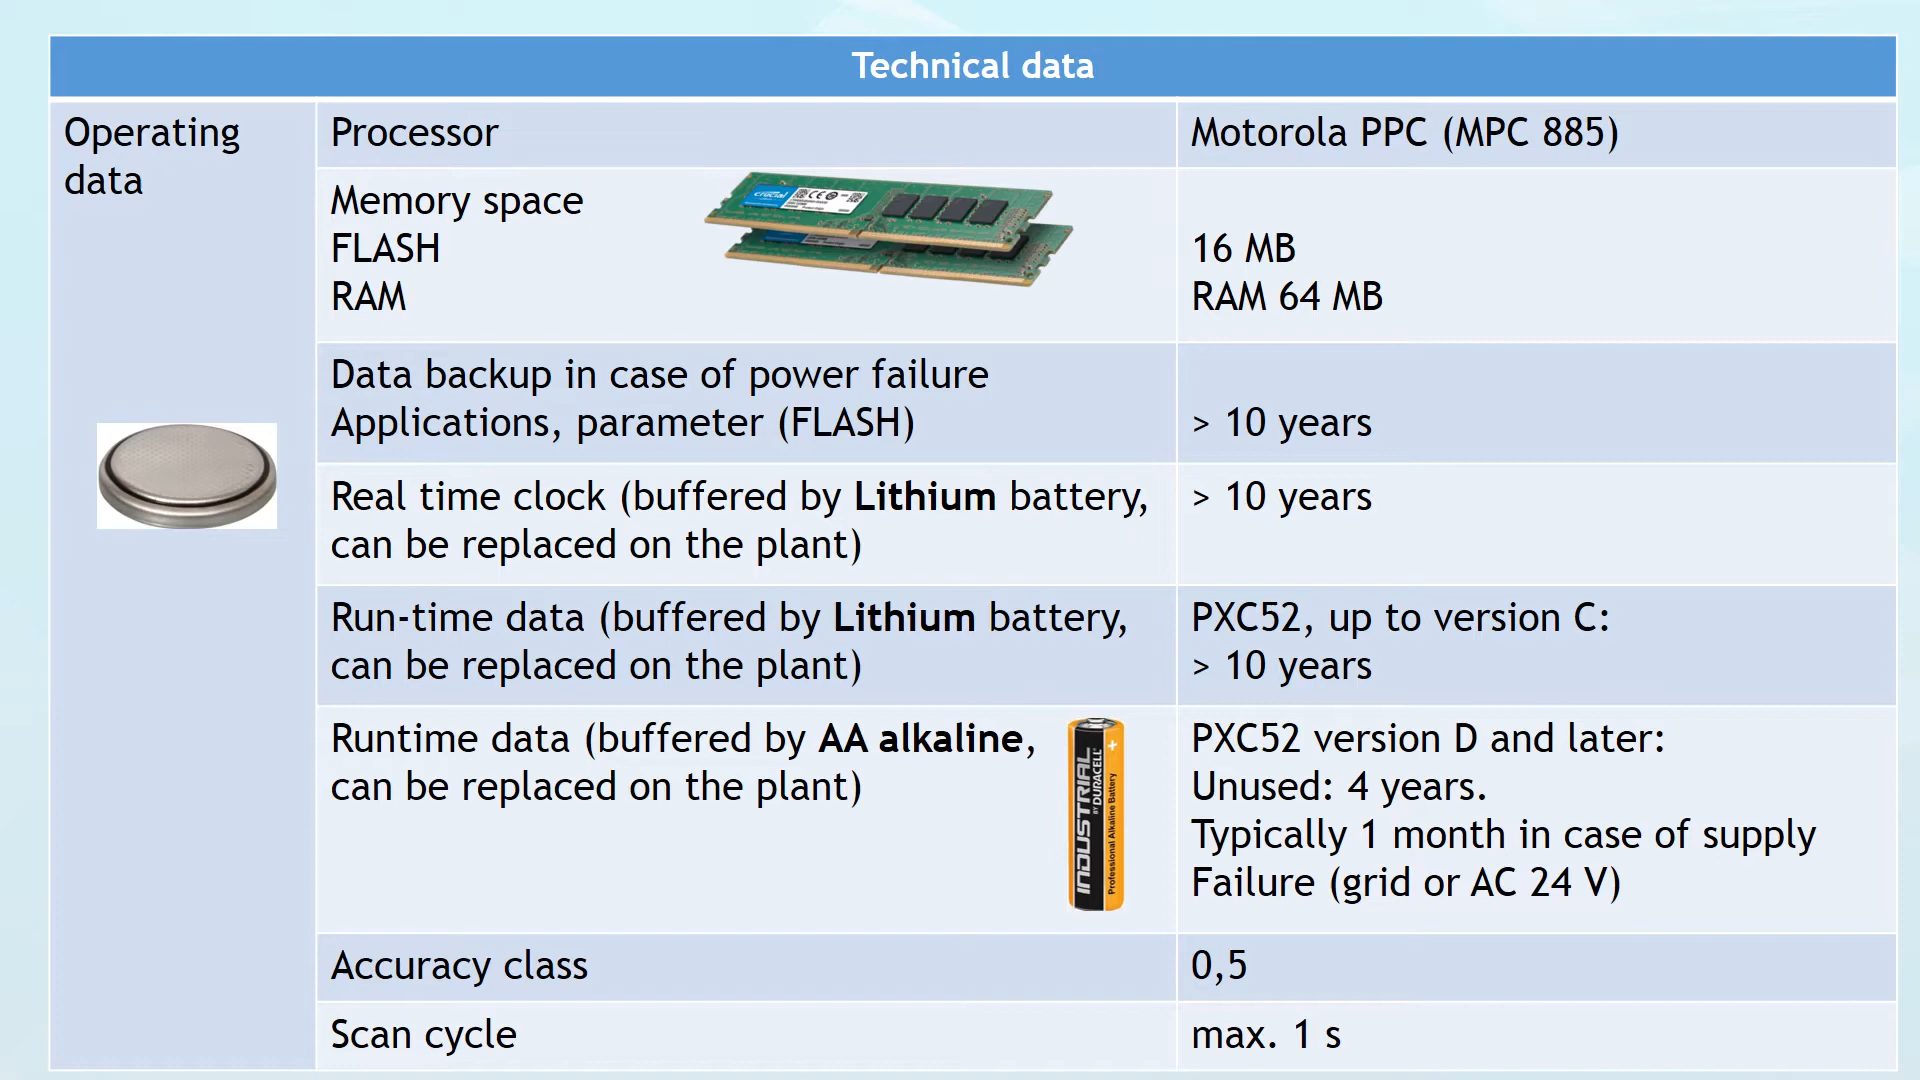 Technical data
Operating
data
Processor
Motorola PPC (MPC 885)
Memory space
FLASH
RAM
crucial
16 MB
RAM 64 MB
Data backup in case of power failure
Applications, parameter (FLASH)
> 10 years
Real time clock (buffered by Lithium battery,
can be replaced on the plant)
> 10 years
Run-time data (buffered by Lithium battery,
can be replaced on the plant)
PXC52, up to version C:
> 10 years
Runtime data (buffered by AA alkaline,
can be replaced on the plant)
INDUSTRIAL
BY DURACELL
Professional Alkaline Battery
+
PXC52 version D and later:
Unused: 4 years.
Typically 1 month in case of supply
Failure (grid or AC 24 V)
Accuracy class
0,5
Scan cycle
max. 1 s